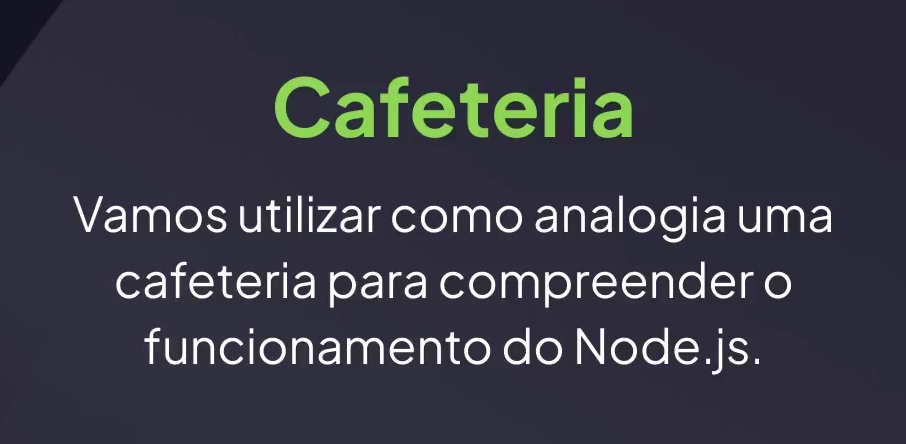 Cafeteria
Vamos utilizar como analogia uma
cafeteria para compreender o
funcionamento do Node.js.